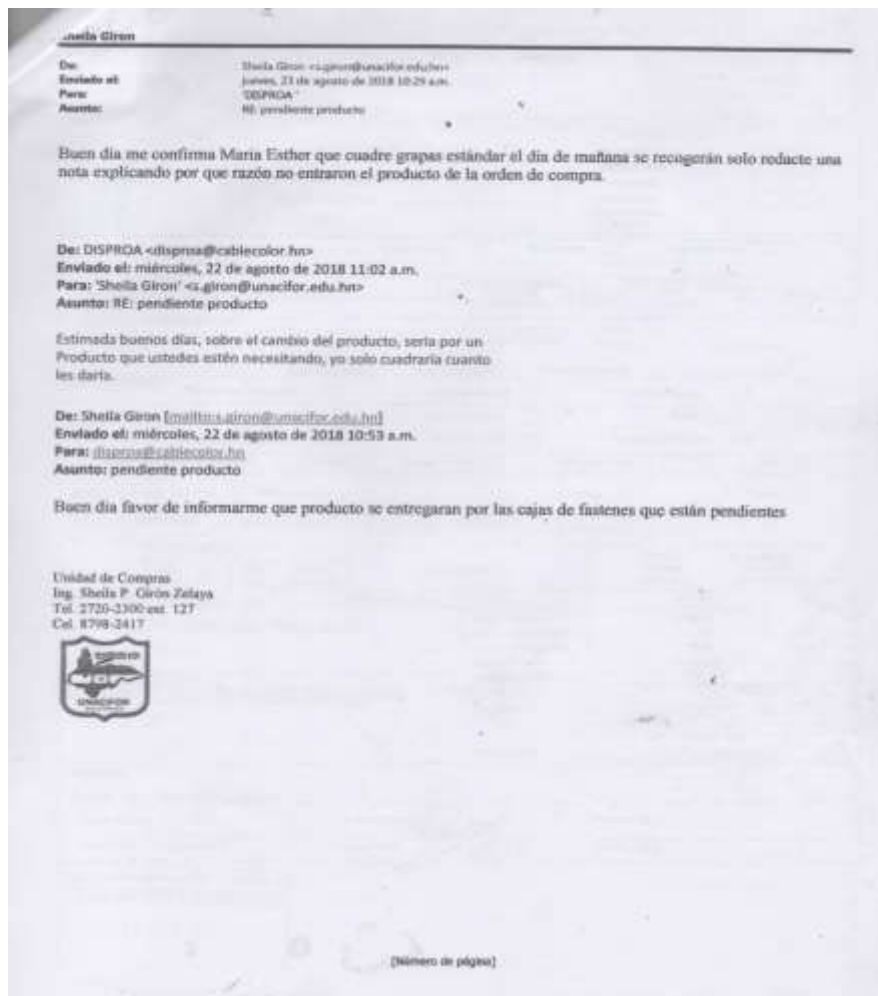 Sheila Giron
De: Sheila Giron <s.giron@unacifor.edu.hn>
Enviado el: jueves, 23 de agosto de 2018 10:29 a.m.
Para: 'DISPROA'
Asunto: RE: pendiente producto
Buen día me confirma Maria Esther que cuadre grapas estándar el día de mañana se recogerán solo redacte una
nota explicando por que razón no entraron el producto de la orden de compra.
De: DISPROA <disproa@cablecolor.hn>
Enviado el: miércoles, 22 de agosto de 2018 11:02 a.m.
Para: 'Sheila Giron' <s.giron@unacifor.edu.hn>
Asunto: RE: pendiente producto
Estimada buenos días, sobre el cambio del producto, seria por un
Producto que ustedes estén necesitando, yo solo cuadraría cuanto
les daría.
De: Sheila Giron [mailto:s.giron@unacifor.edu.hn]
Enviado el: miércoles, 22 de agosto de 2018 10:53 a.m.
Para: disproa@cablecolor.hn
Asunto: pendiente producto
Buen día favor de informarme que producto se entregaran por las cajas de fastenes que están pendientes
Unidad de Compras
Ing. Sheila P. Girón Zelaya
Tel. 2720-2300 ext. 127
Cel. 8798-2417
UNACIFOR
[Número de página]